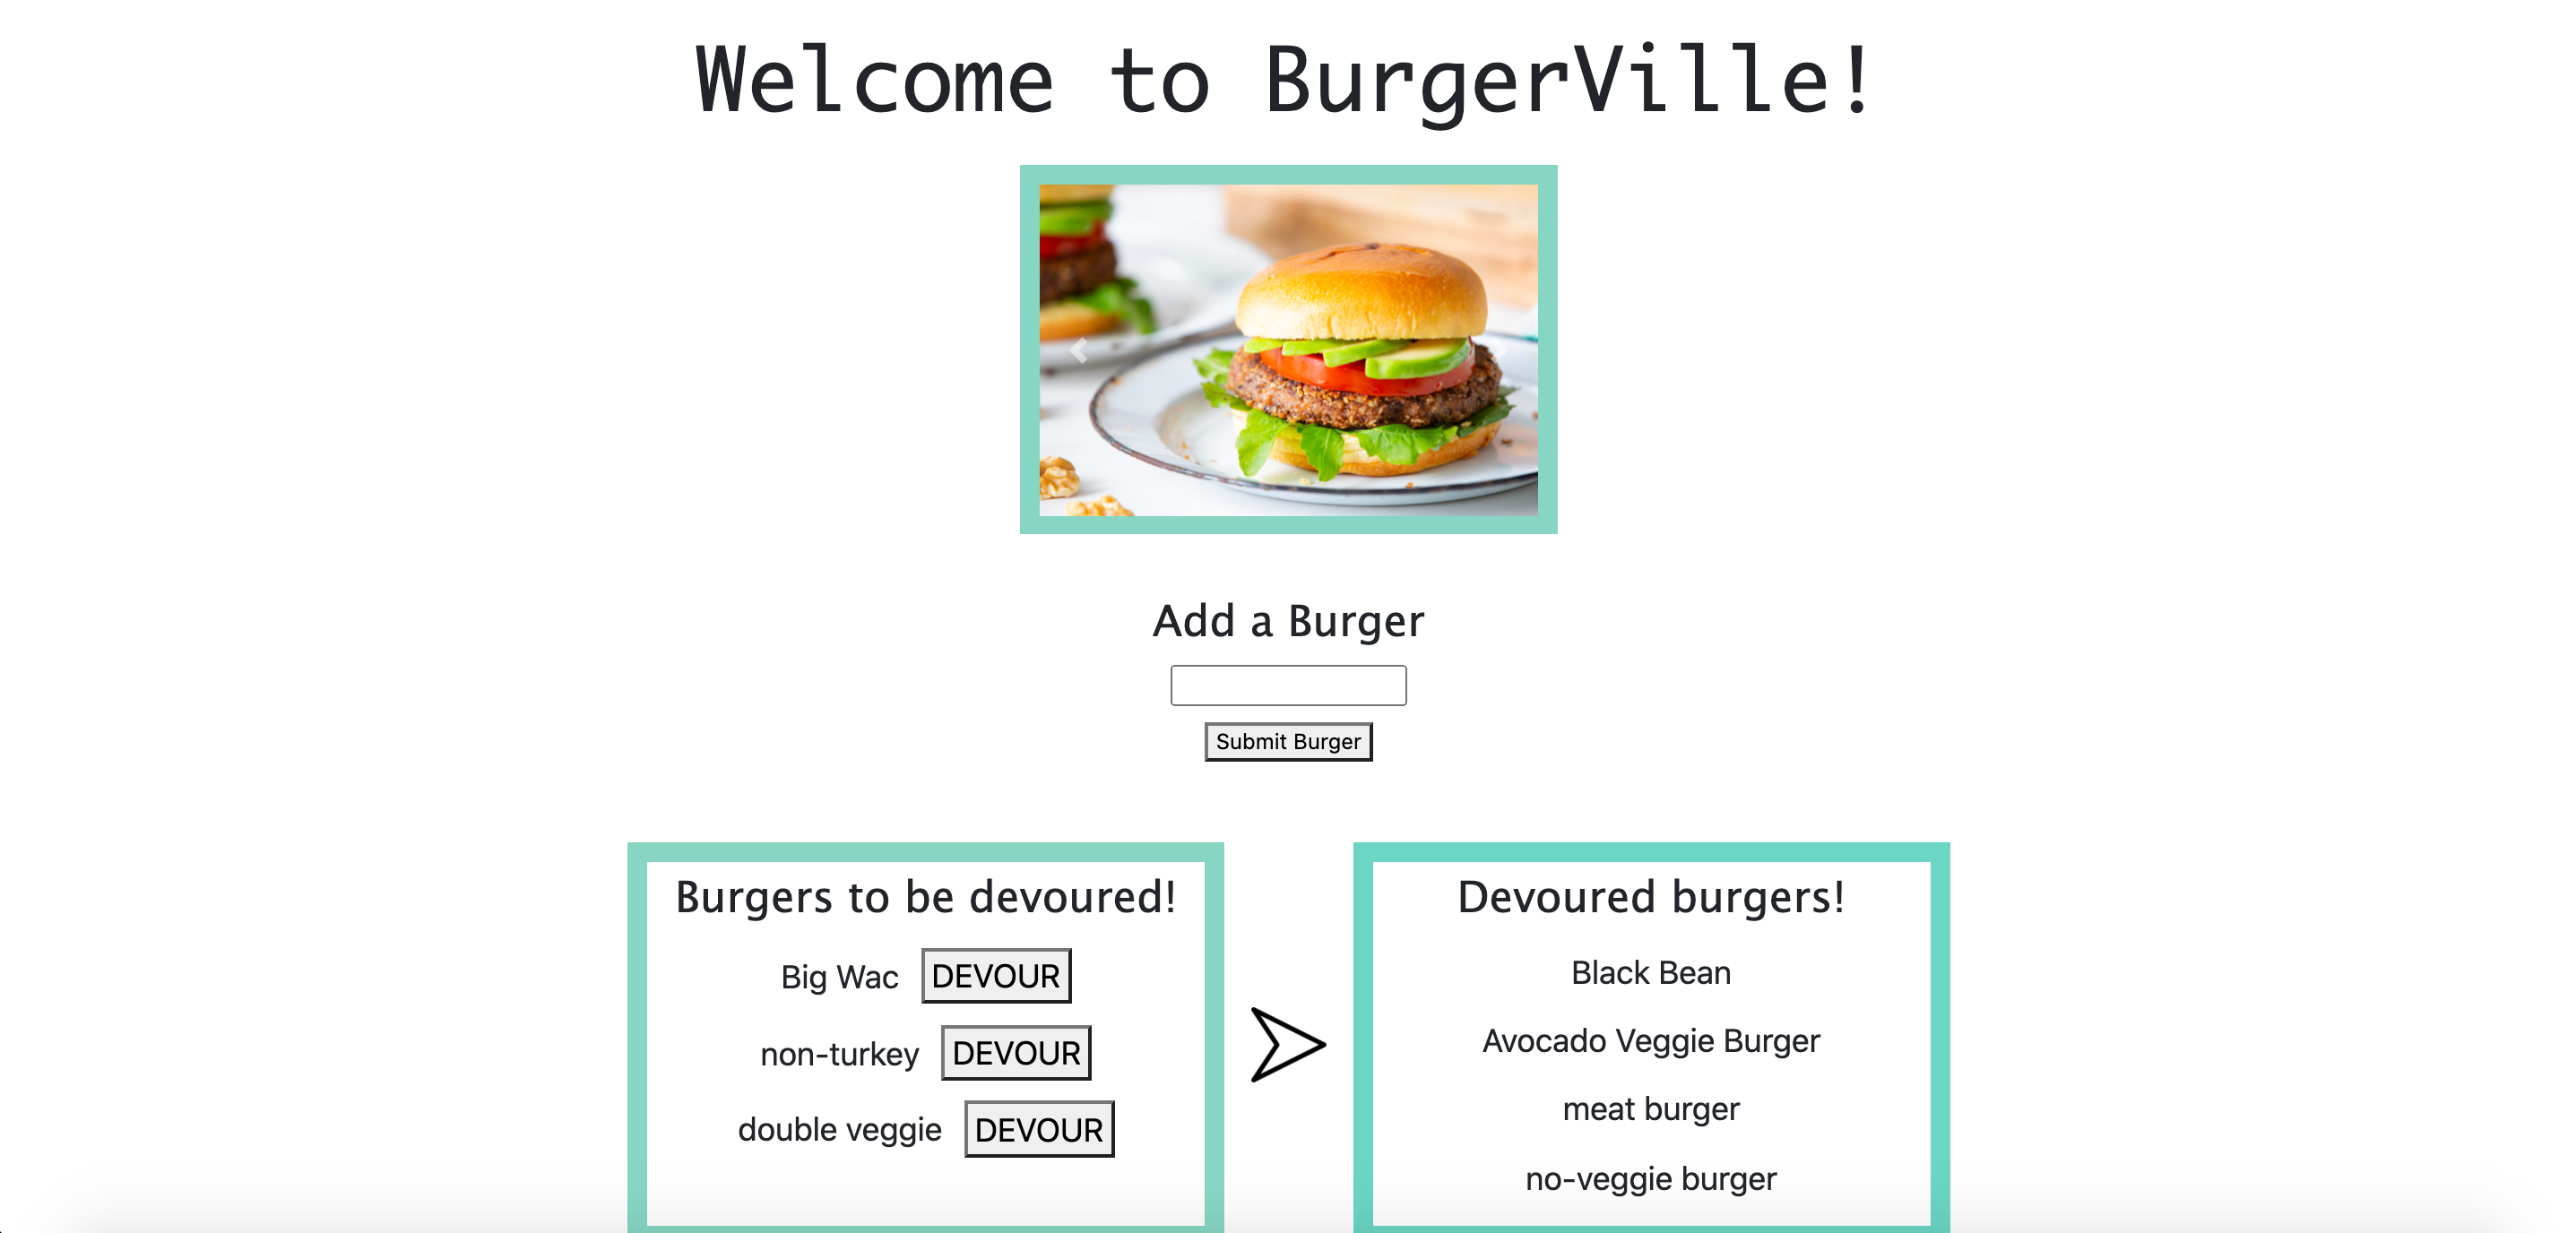 Welcome to BurgerVille!
Add a Burger
Submit Burger
Burgers to be devoured!
Big Wac DEVOUR
non-turkey DEVOUR
double veggie DEVOUR
Devoured burgers!
Black Bean
Avocado Veggie Burger
meat burger
no-veggie burger